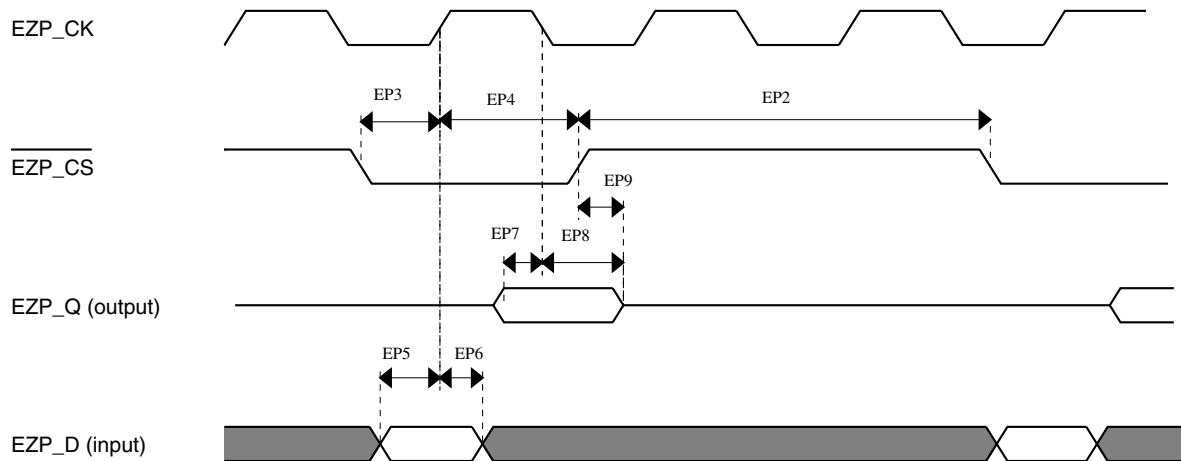 EZP_CK
EP3
EP4
EP2
EZP_CS
EP9
EP7
EP8
EZP_Q (output)
EP5
EP6
EZP_D (input)